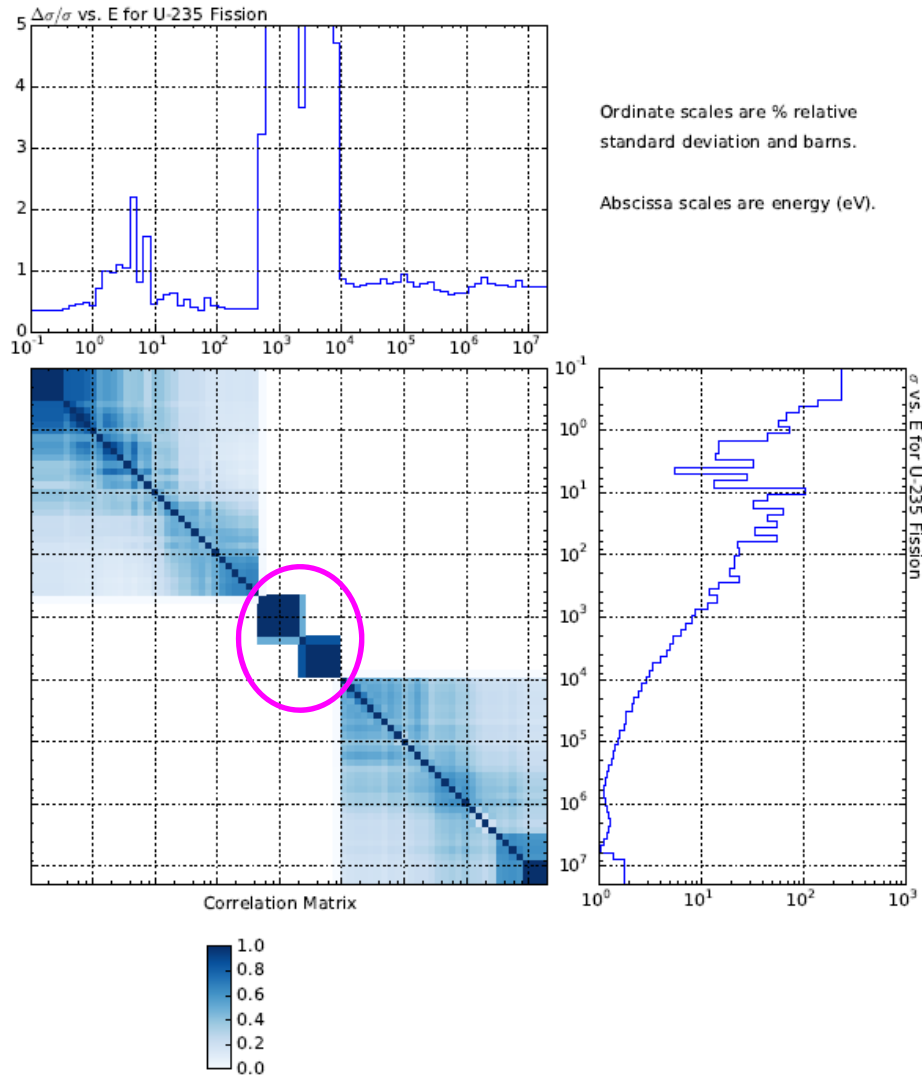 Δσ/σ vs. E for U-235 Fission
5
4
3
2
1
0
10⁻¹ 10⁰ 10¹ 10² 10³ 10⁴ 10⁵ 10⁶ 10⁷
Ordinate scales are % relative
standard deviation and barns.
Abscissa scales are energy (eV).
10⁻¹
10⁰
10¹
10²
10³
10⁴
10⁵
10⁶
10⁷
σ vs. E for U-235 Fission
10⁰ 10¹ 10² 10³
Correlation Matrix
1.0
0.8
0.6
0.4
0.2
0.0